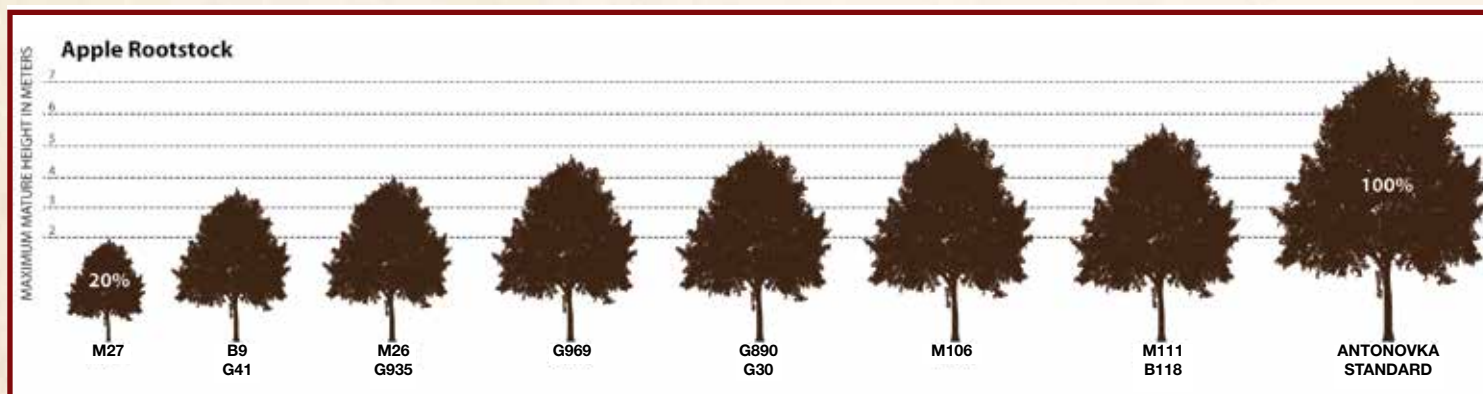 Apple Rootstock
MAXIMUM MATURE HEIGHT IN METERS
7
6
5
4
3
2
20%
100%
M27
B9
G41
M26
G935
G969
G890
G30
M106
M111
B118
ANTONOVKA
STANDARD